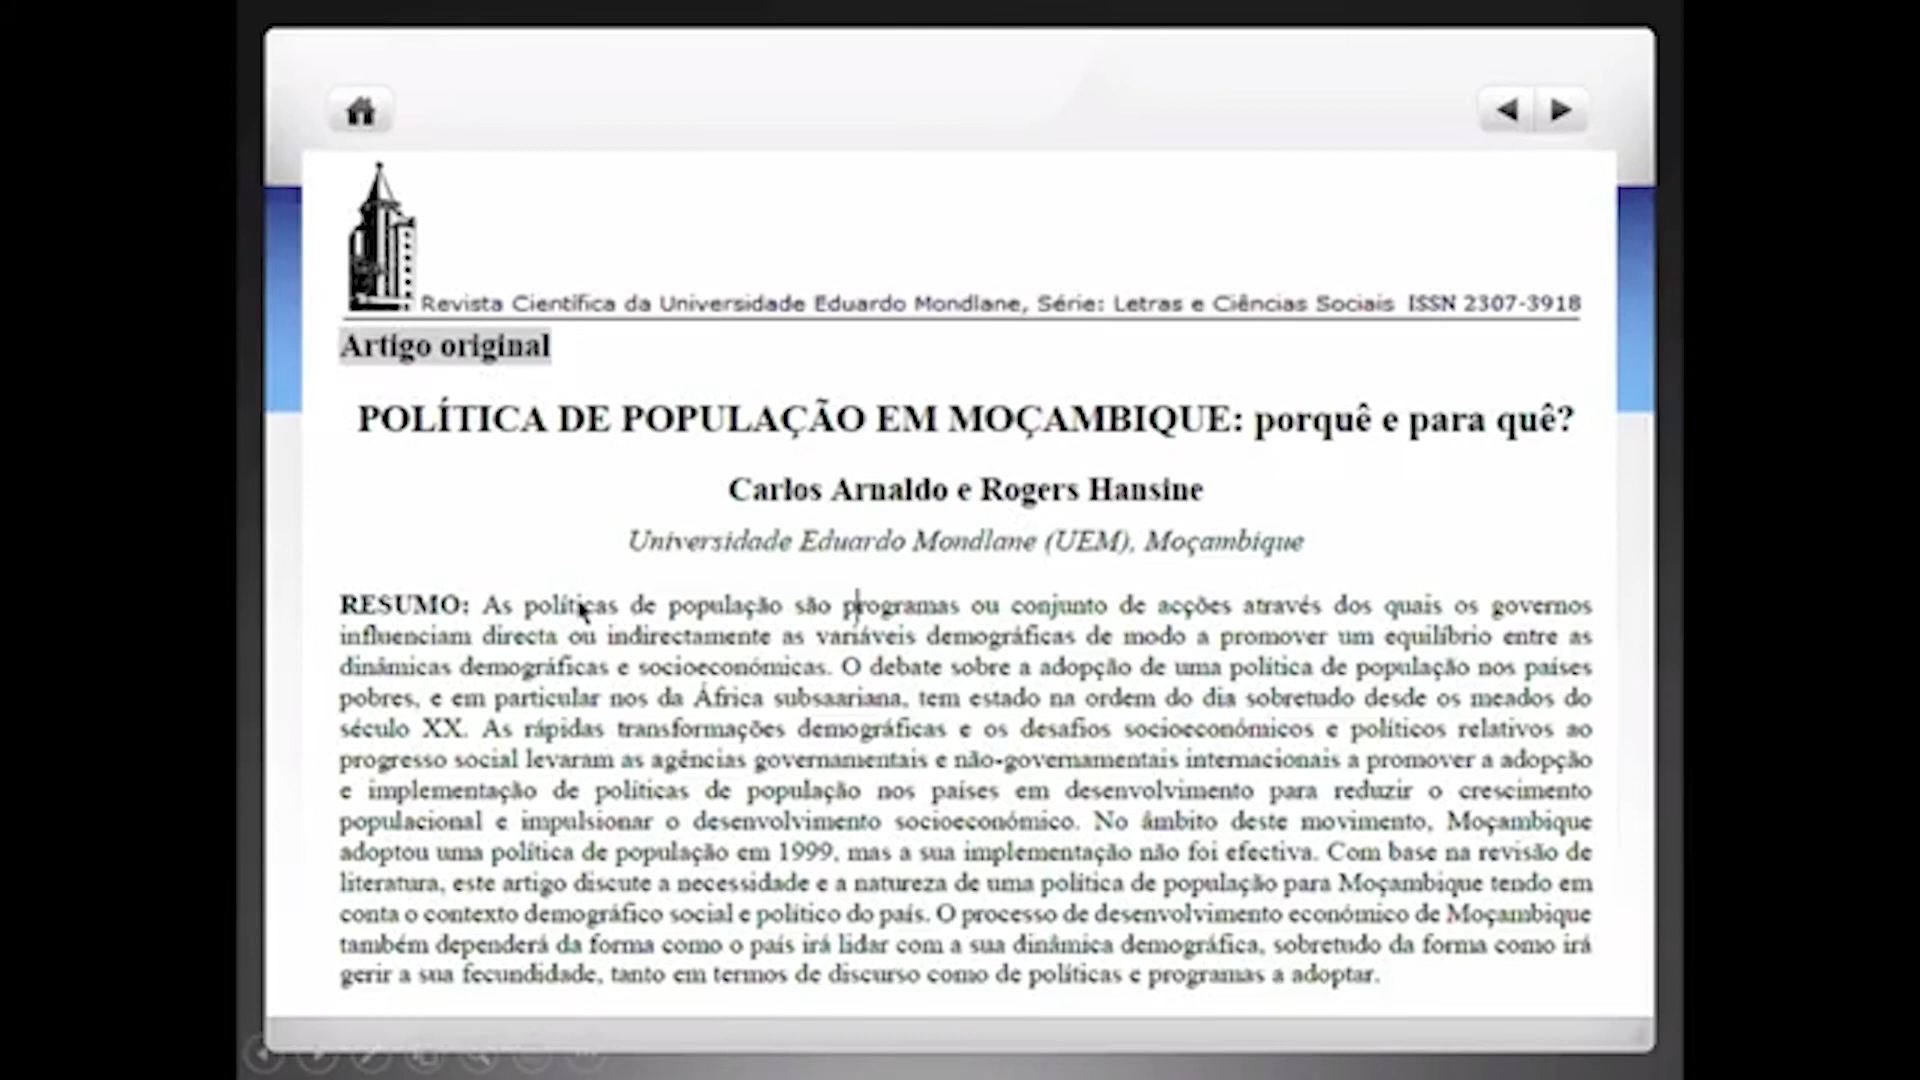 Revista Científica da Universidade Eduardo Mondlane, Série: Letras e Ciências Sociais ISSN 2307-3918
Artigo original
POLÍTICA DE POPULAÇÃO EM MOÇAMBIQUE: porquê e para quê?
Carlos Arnaldo e Rogers Hansine
Universidade Eduardo Mondlane (UEM), Moçambique
RESUMO: As políticas de população são programas ou conjunto de acções através dos quais os governos
influenciam directa ou indirectamente as variáveis demográficas de modo a promover um equilíbrio entre as
dinâmicas demográficas e socioeconómicas. O debate sobre a adopção de uma política de população nos países
pobres, e em particular nos da África subsaariana, tem estado na ordem do dia sobretudo desde os meados do
século XX. As rápidas transformações demográficas e os desafios socioeconómicos e políticos relativos ao
progresso social levaram as agências governamentais e não-governamentais internacionais a promover a adopção
e implementação de políticas de população nos países em desenvolvimento para reduzir o crescimento
populacional e impulsionar o desenvolvimento socioeconómico. No âmbito deste movimento, Moçambique
adoptou uma política de população em 1999, mas a sua implementação não foi efectiva. Com base na revisão de
literatura, este artigo discute a necessidade e a natureza de uma política de população para Moçambique tendo em
conta o contexto demográfico social e político do país. O processo de desenvolvimento económico de Moçambique
também dependerá da forma como o país irá lidar com a sua dinâmica demográfica, sobretudo da forma como irá
gerir a sua fecundidade, tanto em termos de discurso como de políticas e programas a adoptar.